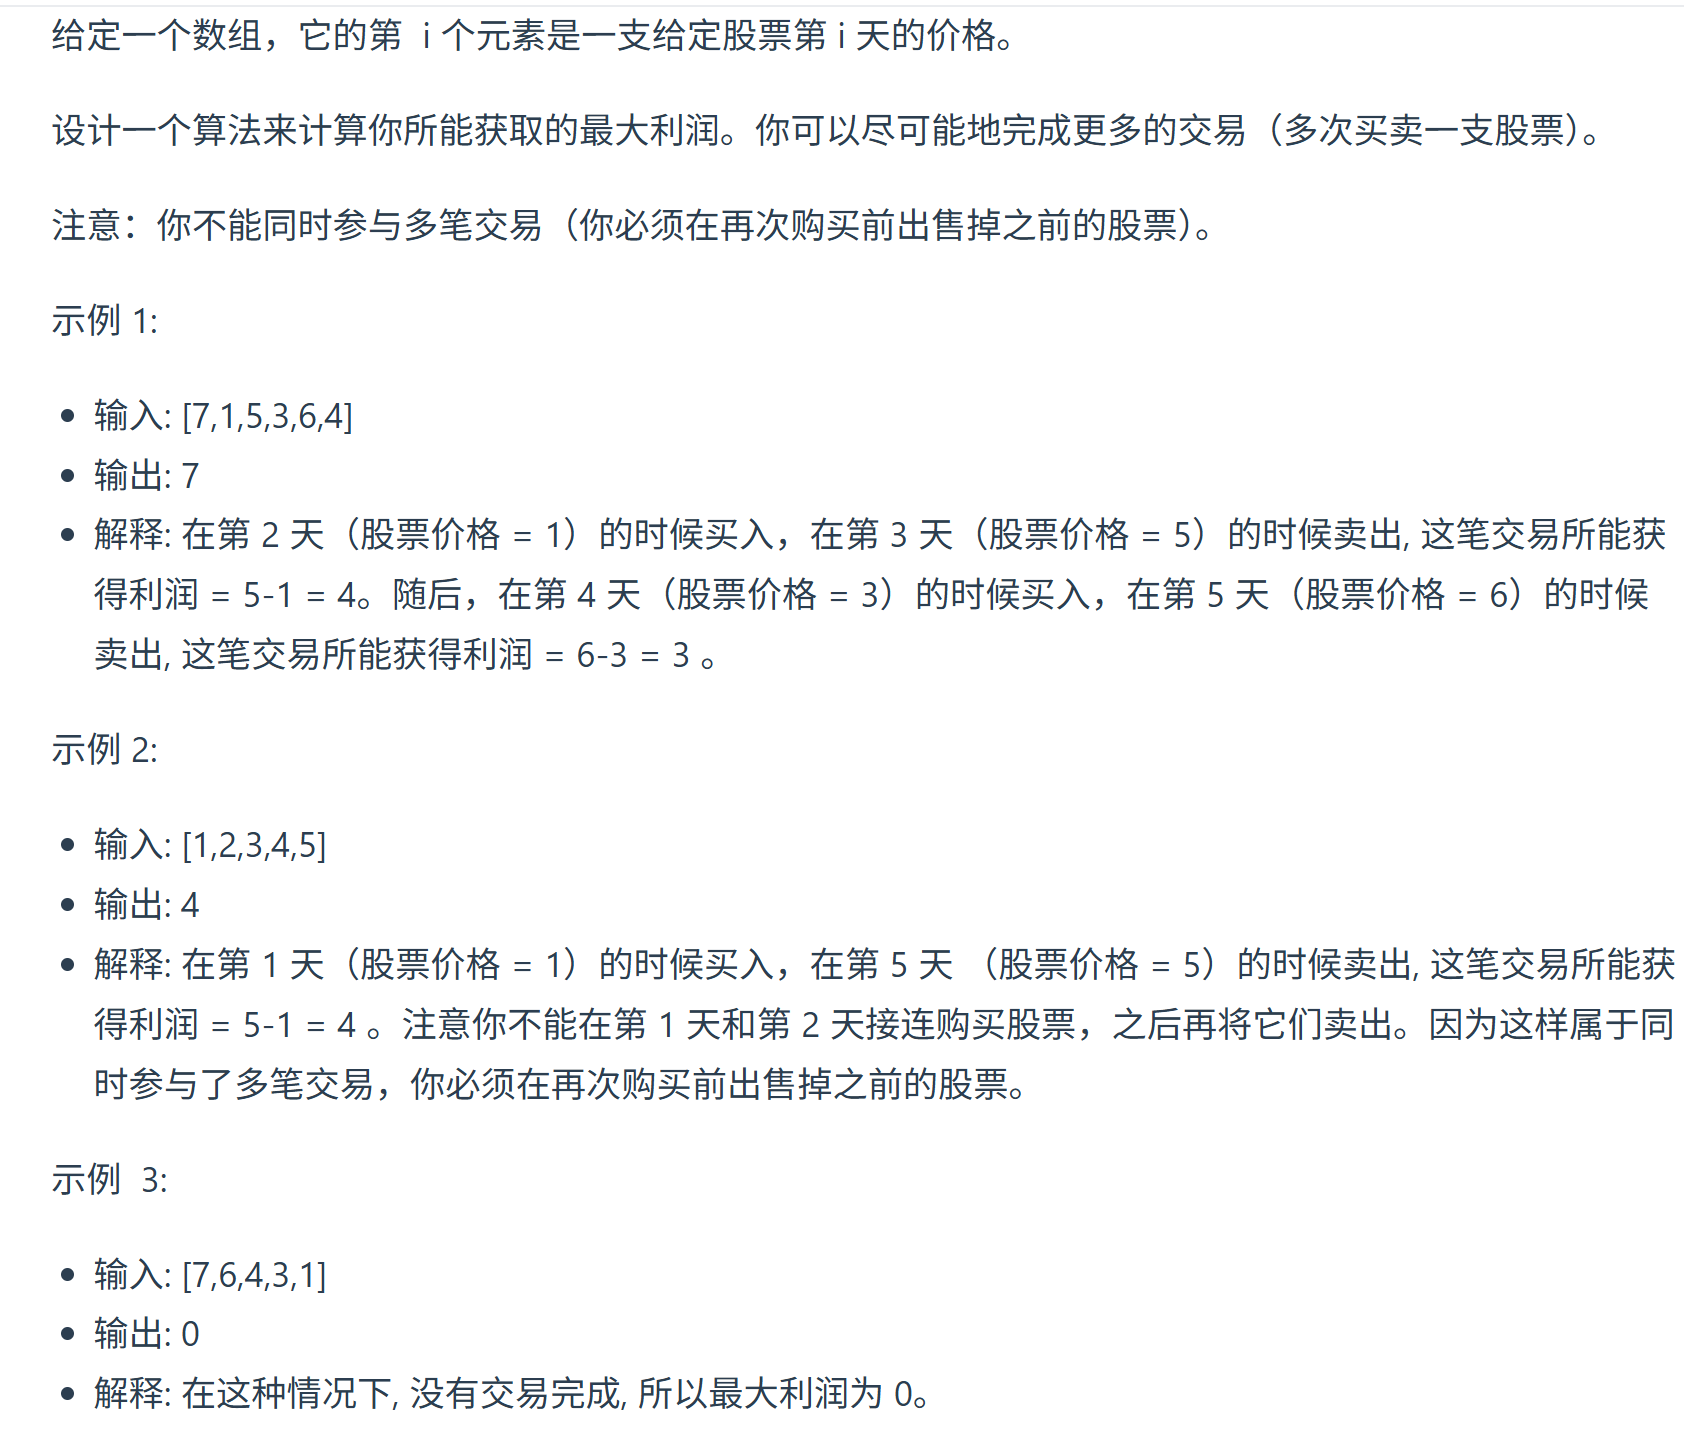 给定一个数组，它的第  i 个元素是一支给定股票第 i 天的价格。
设计一个算法来计算你所能获取的最大利润。你可以尽可能地完成更多的交易（多次买卖一支股票）。
注意：你不能同时参与多笔交易（你必须在再次购买前出售掉之前的股票）。
示例 1:
• 输入: [7,1,5,3,6,4]
• 输出: 7
• 解释: 在第 2 天（股票价格 = 1）的时候买入，在第 3 天（股票价格 = 5）的时候卖出, 这笔交易所能获
得利润 = 5-1 = 4。随后，在第 4 天（股票价格 = 3）的时候买入，在第 5 天（股票价格 = 6）的时候
卖出, 这笔交易所能获得利润 = 6-3 = 3 。
示例 2:
• 输入: [1,2,3,4,5]
• 输出: 4
• 解释: 在第 1 天（股票价格 = 1）的时候买入，在第 5 天 （股票价格 = 5）的时候卖出, 这笔交易所能获
得利润 = 5-1 = 4 。注意你不能在第 1 天和第 2 天接连购买股票，之后再将它们卖出。因为这样属于同
时参与了多笔交易，你必须在再次购买前出售掉之前的股票。
示例  3:
• 输入: [7,6,4,3,1]
• 输出: 0
• 解释: 在这种情况下, 没有交易完成, 所以最大利润为 0。